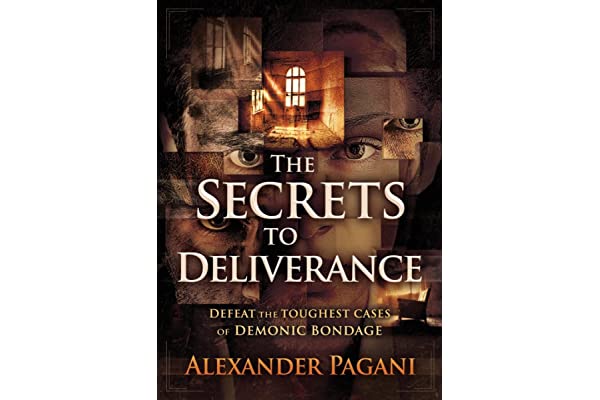 The
Secrets
to
Deliverance
Defeat the toughest cases
of demonic bondage
Alexander Pagani